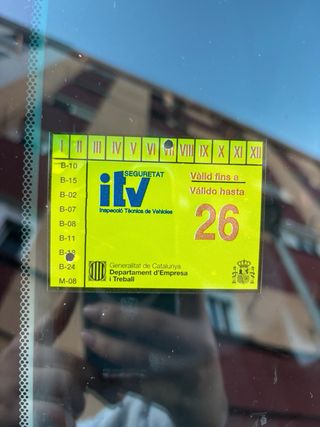 I II III IV V VI VII VIII IX X XI XII
B-10
B-15
B-02
B-07
B-08
B-11
B-24
M-08
SEGURETAT
itv
Inspecció Tècnica de Vehicles
Vàlid fins a
Válido hasta
26
Generalitat de Catalunya
Departament d'Empresa
i Treball